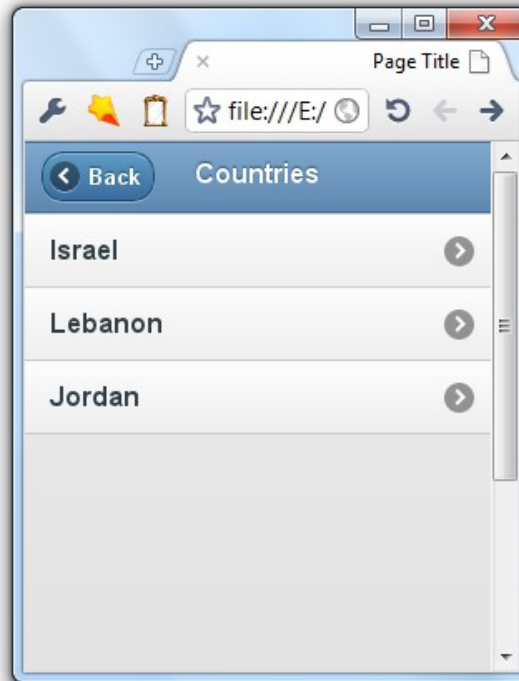 Page Title
file:///E:/
Back
Countries
Israel
Lebanon
Jordan